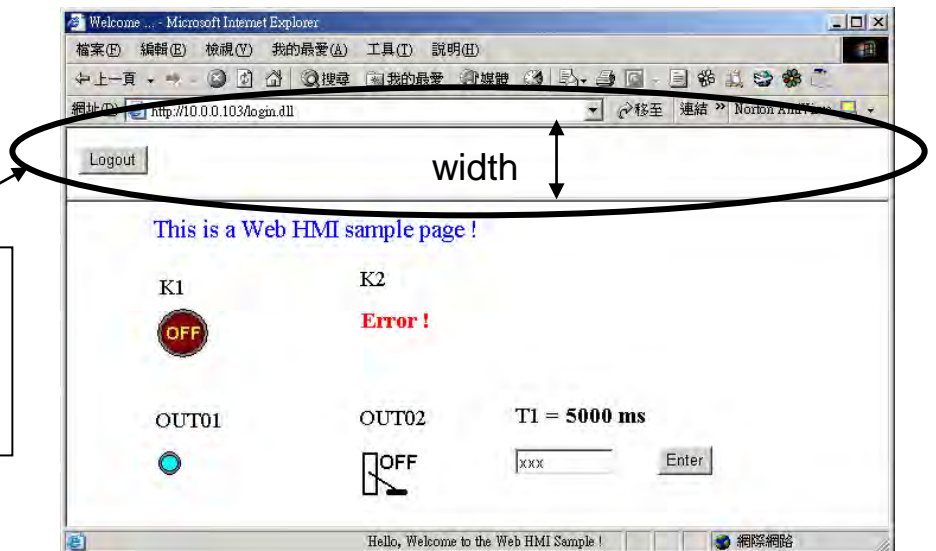 Welcome ... - Microsoft Internet Explorer
檔案(F) 編輯(E) 檢視(V) 我的最愛(A) 工具(T) 說明(H)
上一頁 搜尋 我的最愛 媒體
網址(D) http://10.0.0.103/login.dll 移至 連結 » Norton AntiVirus
Logout
width
This is a Web HMI sample page !
K1 K2
OFF Error !
OUT01 OUT02 T1 = 5000 ms
OFF xxx Enter
Hello, Welcome to the Web HMI Sample ! 網際網路